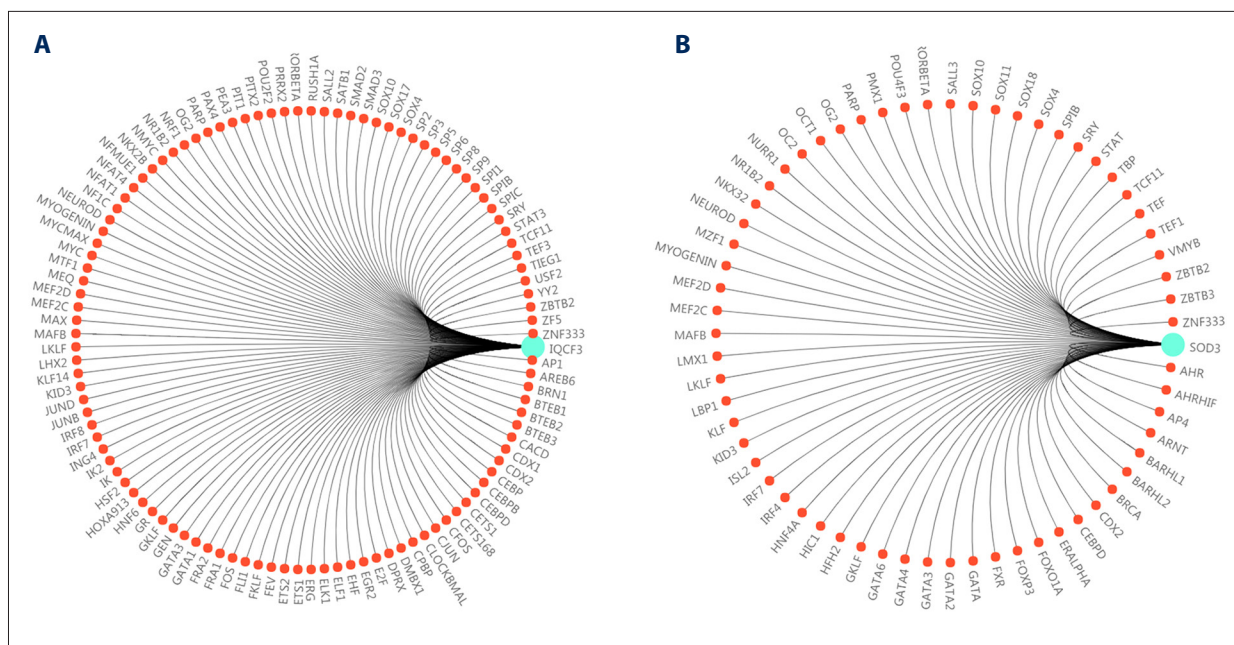 A
B
IQCF3
ZNF333
ZF5
ZBTB2
YY2
USF2
TIEG1
TEF3
TCF11
STAT3
SRY
SPIC
SPIB
SPI1
SP9
SP8
SP6
SP5
SP3
SP2
SOX4
SOX17
SOX10
SMAD3
SMAD2
SATB1
SALL2
RUSH1A
RORBETA
PRRX2
POU2F2
PITX2
PIT1
PEA3
PAX4
PARP
OG2
NRF1
NR1B2
NMYC
NKX2B
NFMUE1
NFAT4
NFAT1
NF1C
NEUROD
MYOGENIN
MYCMAX
MYC
MTF1
MEQ
MEF2D
MEF2C
MAX
MAFB
LKLF
LHX2
KLF14
KID3
JUND
JUNB
IRF8
IRF7
ING4
IK2
IK
HSF2
HOXA913
HNF6
GR
GKLF
GEN
GATA3
GATA1
FRA2
FRA1
FOS
FLI1
FKLF
FEV
ETS2
ETS1
ERG
ELK1
ELF1
EHF
EGR2
E2F
DPRX
DMBX1
CPBP
CLOCKBMAL
CJUN
CFOS
CETS168
CETS1
CEBPD
CEBPB
CEBP
CDX2
CDX1
CACD
BTEB3
BTEB2
BTEB1
BRN1
AREB6
AP1
SOD3
ZNF333
ZBTB3
ZBTB2
VMYB
TEF1
TEF
TCF11
TBP
STAT
SRY
SPIB
SOX4
SOX18
SOX11
SOX10
SALL3
RORBETA
POU4F3
PMX1
PARP
OG2
OCT1
OC2
NURR1
NR1B2
NKX32
NEUROD
MZF1
MYOGENIN
MEF2D
MEF2C
MAFB
LMX1
LKLF
LBP1
KLF
KID3
ISL2
IRF7
IRF4
HNF4A
HIC1
HFH2
GKLF
GATA6
GATA4
GATA3
GATA2
GATA
FXR
FOXP3
FOXO1A
ERALPHA
CEBPD
CDX2
BRCA
BARHL2
BARHL1
ARNT
AP4
AHRHIF
AHR